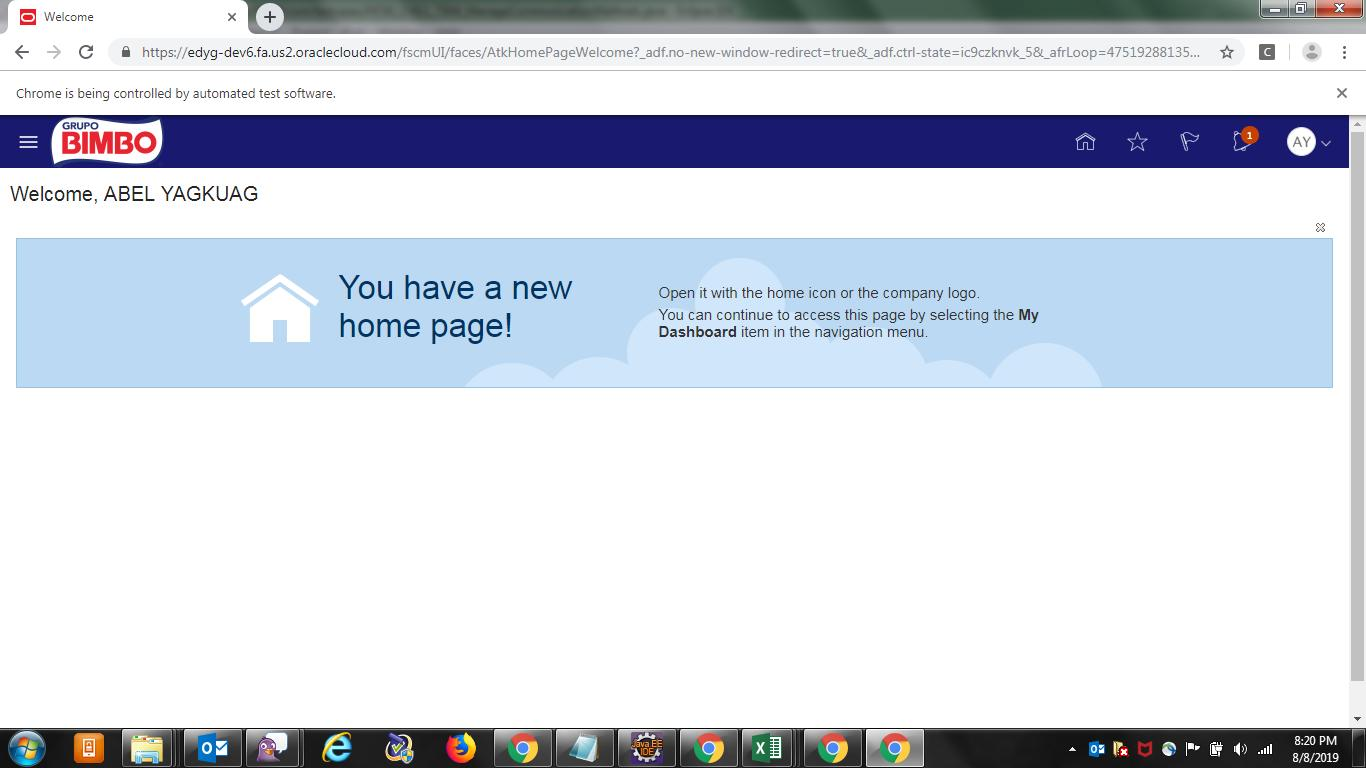 Welcome
https://edyg-dev6.fa.us2.oraclecloud.com/fscmUI/faces/AtkHomePageWelcome?_adf.no-new-window-redirect=true&_adf.ctrl-state=ic9czknvk_5&_afrLoop=47519288135...
C
Chrome is being controlled by automated test software.
GRUPO
BIMBO
1
AY
Welcome, ABEL YAGKUAG
You have a new
home page!
Open it with the home icon or the company logo.
You can continue to access this page by selecting the My
Dashboard item in the navigation menu.
Java EE
IDE
8:20 PM
8/8/2019